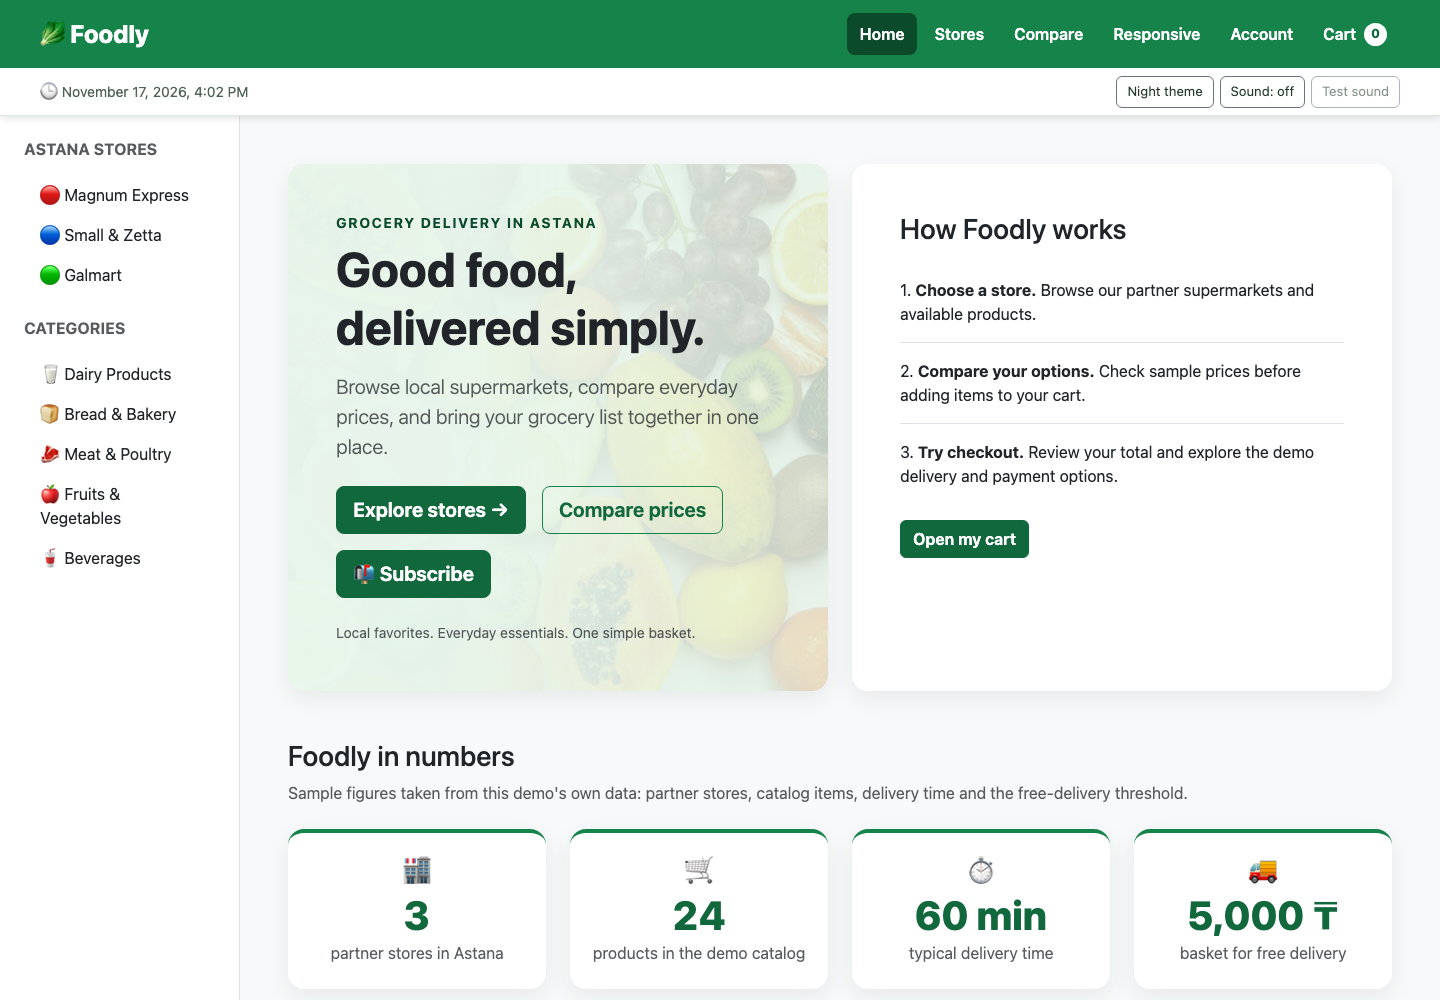 Foodly
Home Stores Compare Responsive Account Cart 0
November 17, 2026, 4:02 PM
Night theme Sound: off Test sound
ASTANA STORES
Magnum Express
Small & Zetta
Galmart
CATEGORIES
Dairy Products
Bread & Bakery
Meat & Poultry
Fruits &
Vegetables
Beverages
GROCERY DELIVERY IN ASTANA
Good food,
delivered simply.
Browse local supermarkets, compare everyday
prices, and bring your grocery list together in one
place.
Explore stores → Compare prices
Subscribe
Local favorites. Everyday essentials. One simple basket.
How Foodly works
1. Choose a store. Browse our partner supermarkets and
available products.
2. Compare your options. Check sample prices before
adding items to your cart.
3. Try checkout. Review your total and explore the demo
delivery and payment options.
Open my cart
Foodly in numbers
Sample figures taken from this demo's own data: partner stores, catalog items, delivery time and the free-delivery threshold.
3
partner stores in Astana
24
products in the demo catalog
60 min
typical delivery time
5,000 ₸
basket for free delivery